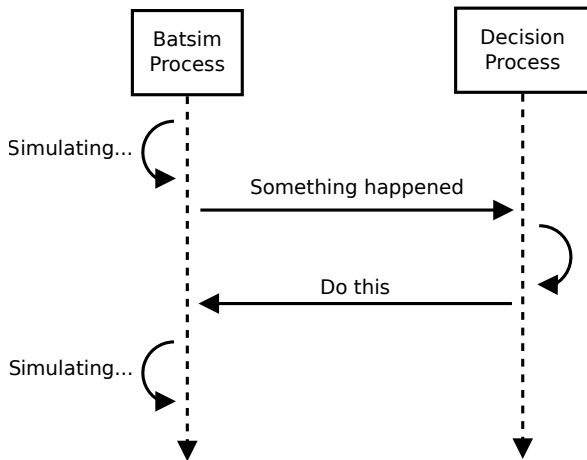 Batsim
Process
Decision
Process
Simulating...
Something happened
Do this
Simulating...